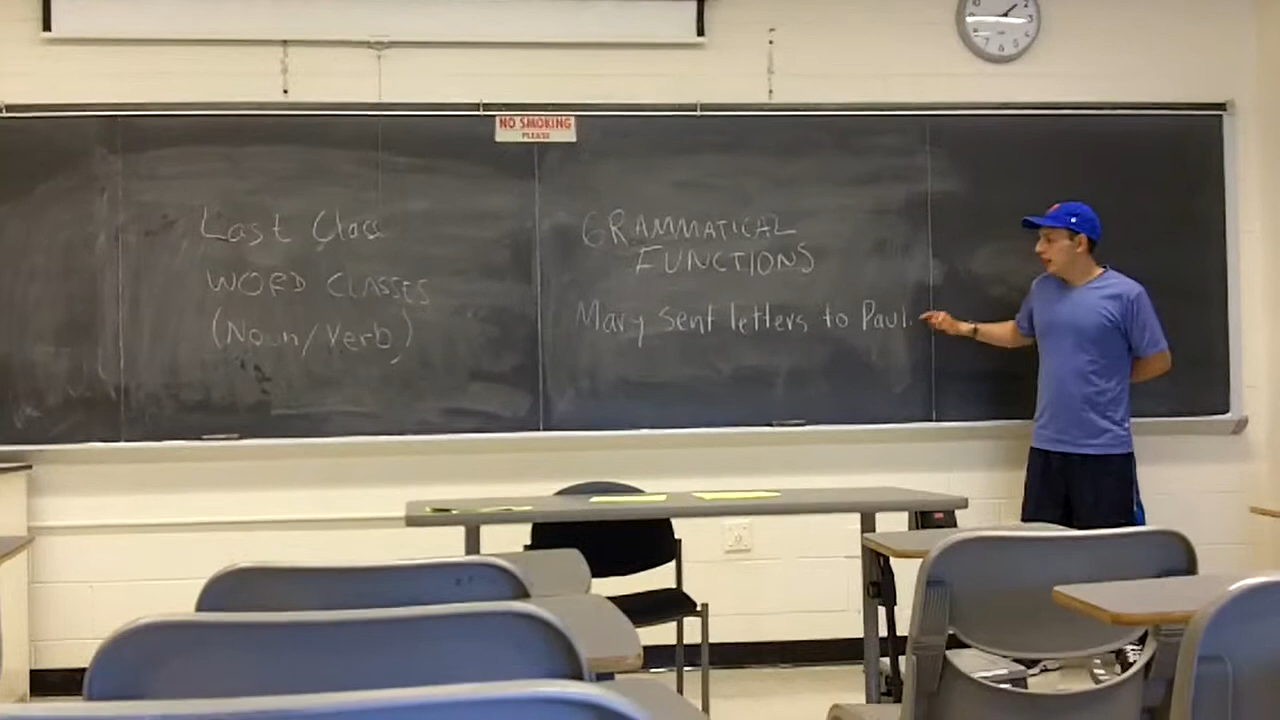 NO SMOKING
PLEASE
Last Class
WORD CLASSES
(Noun/Verb)
GRAMMATICAL
FUNCTIONS
Mary sent letters to Paul.